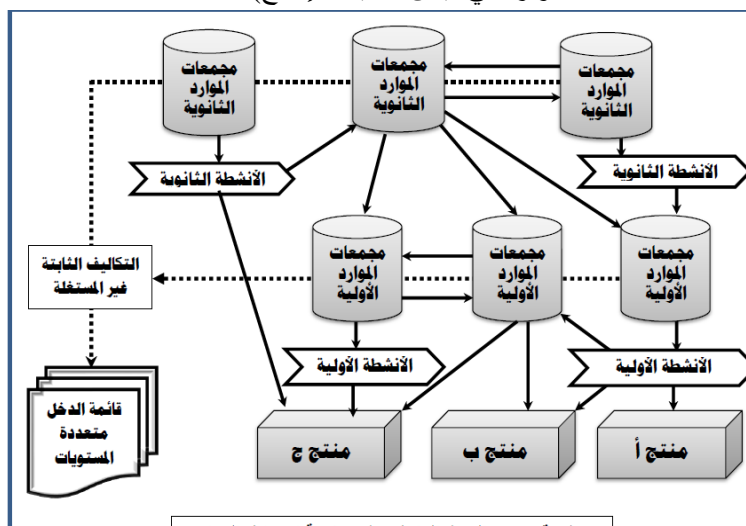 مجمعات
الموارد
الثانوية
مجمعات
الموارد
الثانوية
مجمعات
الموارد
الثانوية
الأنشطة الثانوية
الأنشطة الثانوية
مجمعات
الموارد
الأولية
مجمعات
الموارد
الأولية
مجمعات
الموارد
الأولية
التكاليف الثابتة
غير المستغلة
الأنشطة الأولية
الأنشطة الأولية
قائمة الدخل
متعددة
المستويات
منتج أ
منتج ب
منتج ج